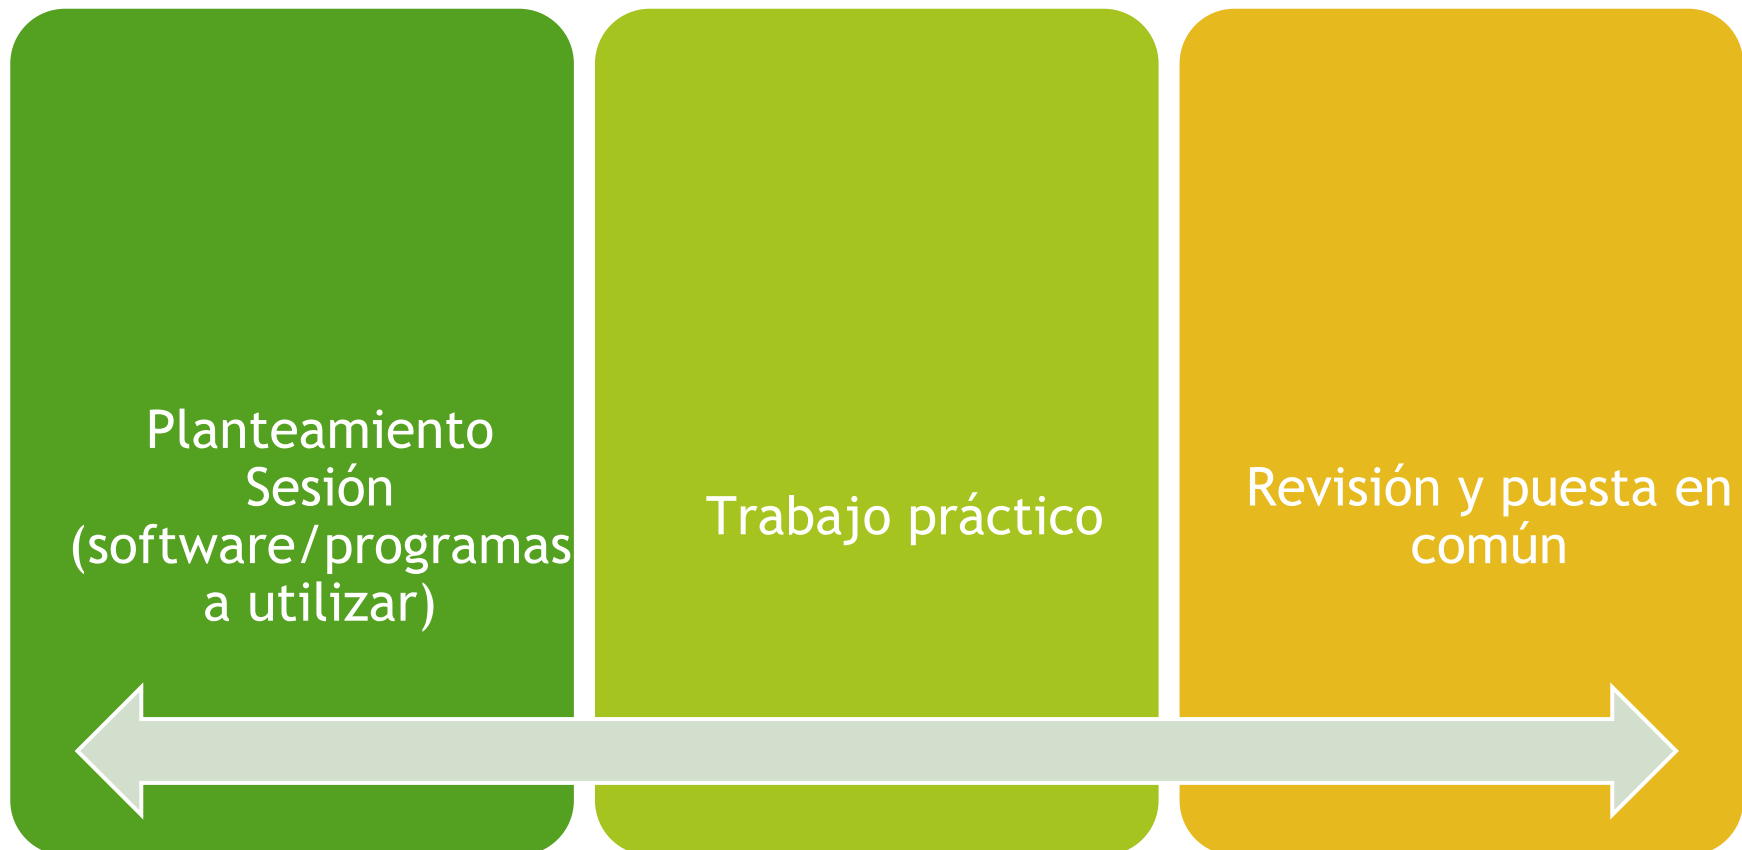 Planteamiento
Sesión
(software/programas
a utilizar)
Trabajo práctico
Revisión y puesta en
común